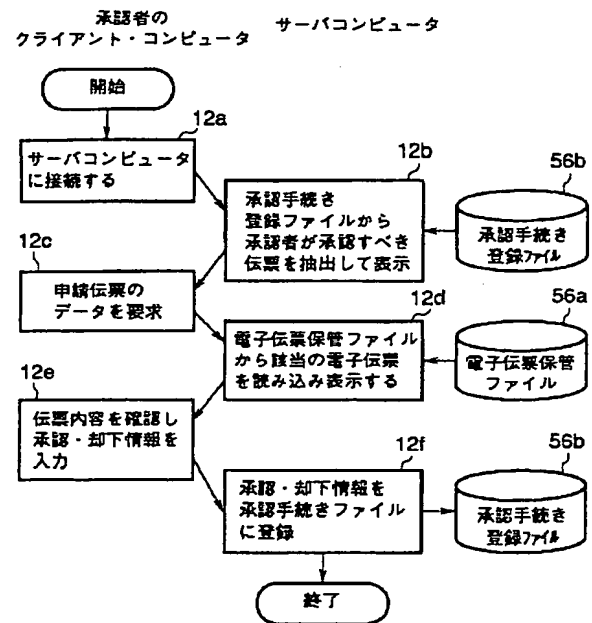 承認者の
クライアント・コンピュータ
サーバコンピュータ
開始
12a
サーバコンピュータ
に接続する
12b
承認手続き
登録ファイルから
承認者が承認すべき
伝票を抽出して表示
56b
承認手続き
登録ファイル
12c
申請伝票の
データを要求
12d
電子伝票保管ファイル
から該当の電子伝票
を読み込み表示する
56a
電子伝票保管
ファイル
12e
伝票内容を確認し
承認・却下情報を
入力
12f
承認・却下情報を
承認手続きファイル
に登録
56b
承認手続き
登録ファイル
終了